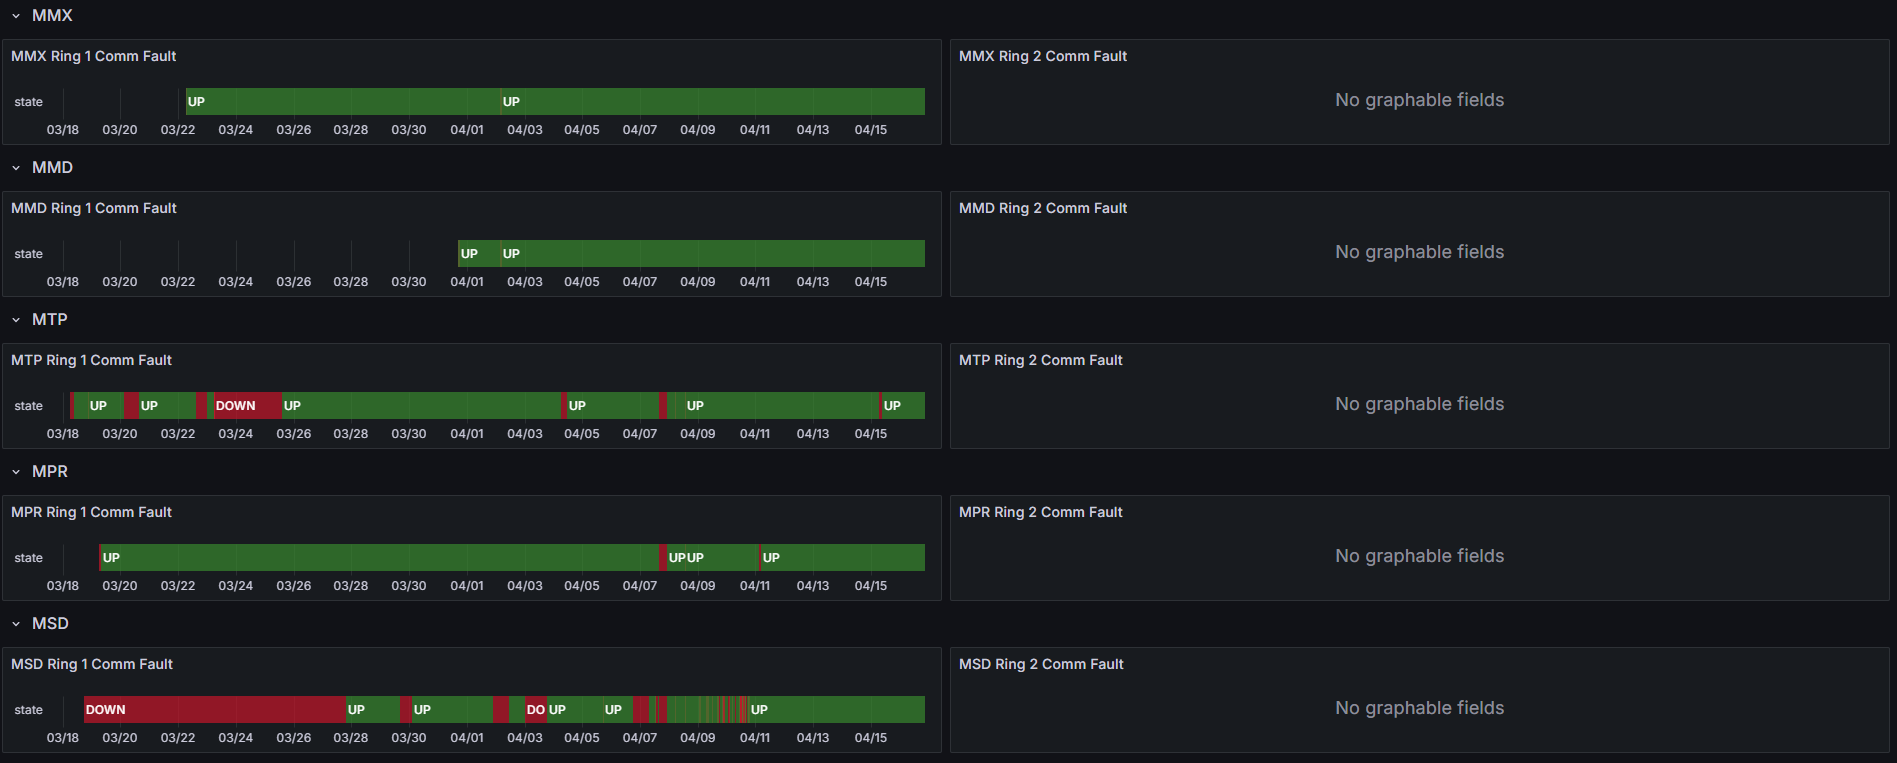 MMX
MMX Ring 1 Comm Fault
MMX Ring 2 Comm Fault
state UP UP
No graphable fields
03/18 03/20 03/22 03/24 03/26 03/28 03/30 04/01 04/03 04/05 04/07 04/09 04/11 04/13 04/15
MMD
MMD Ring 1 Comm Fault
MMD Ring 2 Comm Fault
state UP UP
No graphable fields
03/18 03/20 03/22 03/24 03/26 03/28 03/30 04/01 04/03 04/05 04/07 04/09 04/11 04/13 04/15
MTP
MTP Ring 1 Comm Fault
MTP Ring 2 Comm Fault
state UP UP DOWN UP UP UP UP
No graphable fields
03/18 03/20 03/22 03/24 03/26 03/28 03/30 04/01 04/03 04/05 04/07 04/09 04/11 04/13 04/15
MPR
MPR Ring 1 Comm Fault
MPR Ring 2 Comm Fault
state UP UP UP UP
No graphable fields
03/18 03/20 03/22 03/24 03/26 03/28 03/30 04/01 04/03 04/05 04/07 04/09 04/11 04/13 04/15
MSD
MSD Ring 1 Comm Fault
MSD Ring 2 Comm Fault
state DOWN UP UP DO UP UP UP
No graphable fields
03/18 03/20 03/22 03/24 03/26 03/28 03/30 04/01 04/03 04/05 04/07 04/09 04/11 04/13 04/15